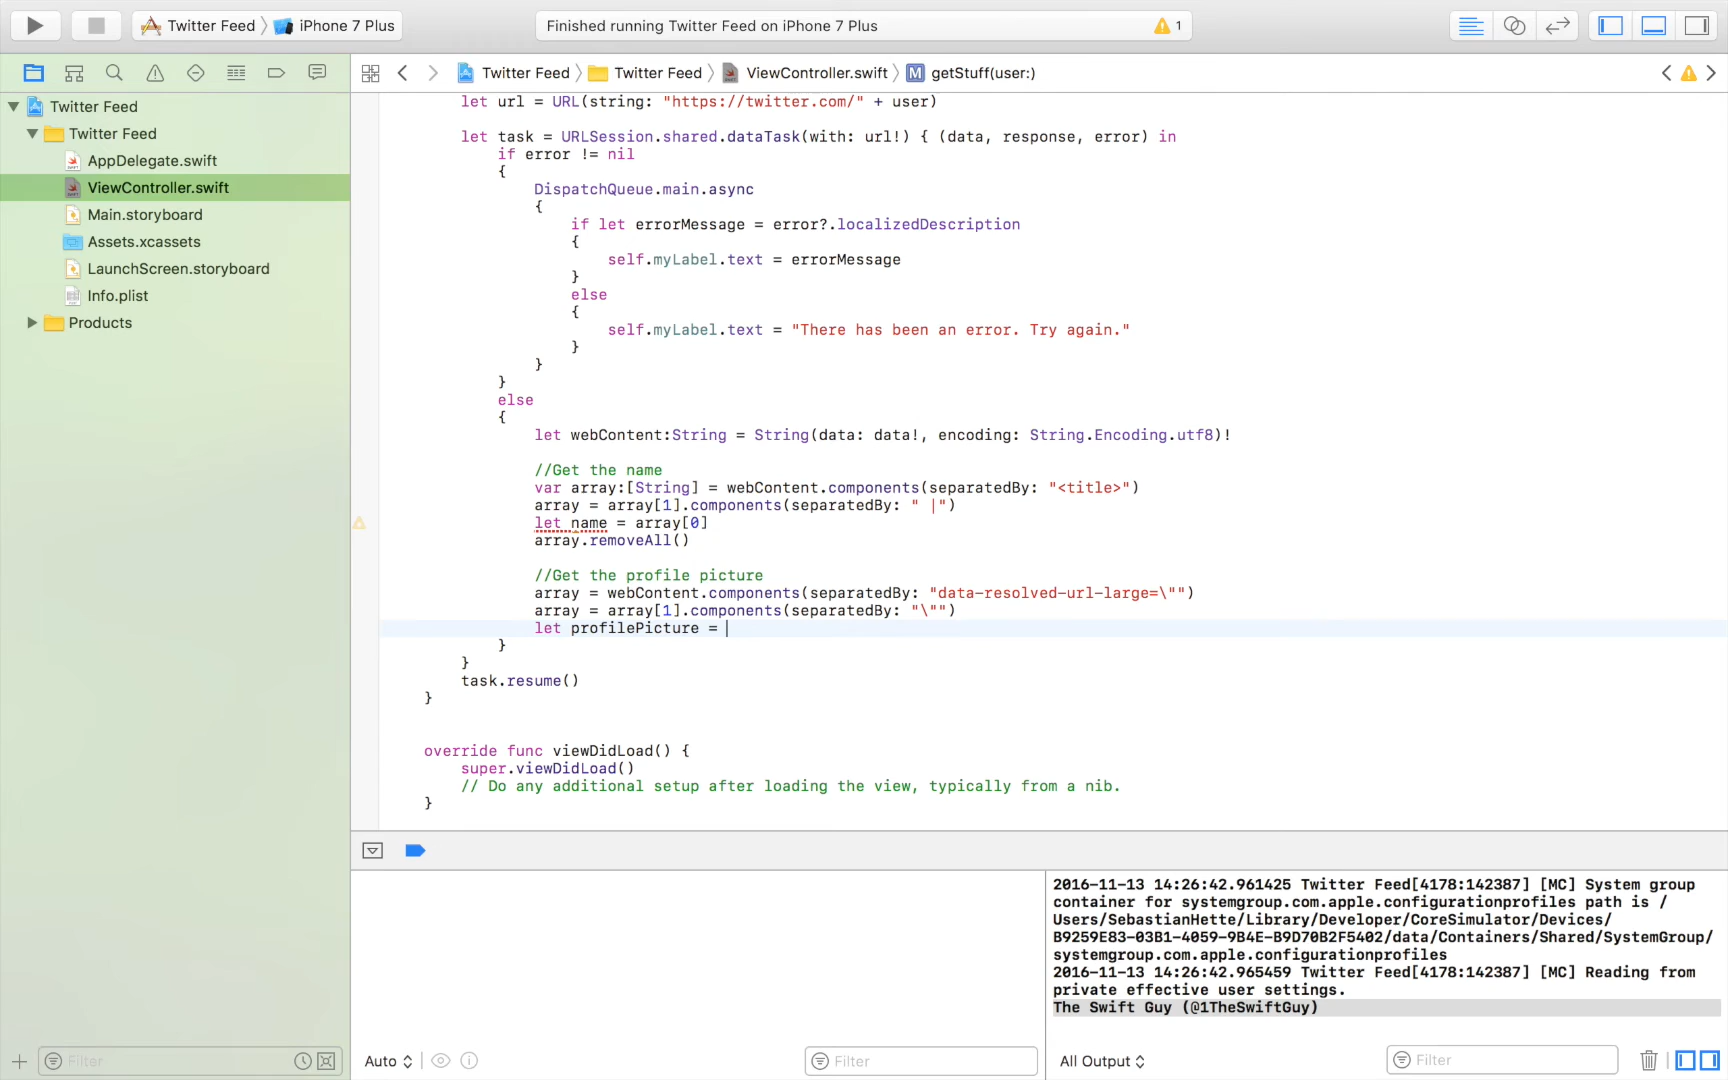 Twitter Feed iPhone 7 Plus Finished running Twitter Feed on iPhone 7 Plus 1
Twitter Feed Twitter Feed ViewController.swift M getStuff(user:)
Twitter Feed
Twitter Feed
AppDelegate.swift
ViewController.swift
Main.storyboard
Assets.xcassets
LaunchScreen.storyboard
Info.plist
Products
let url = URL(string: "https://twitter.com/" + user)
let task = URLSession.shared.dataTask(with: url!) { (data, response, error) in
if error != nil
{
DispatchQueue.main.async
{
if let errorMessage = error?.localizedDescription
{
self.myLabel.text = errorMessage
}
else
{
self.myLabel.text = "There has been an error. Try again."
}
}
}
else
{
let webContent:String = String(data: data!, encoding: String.Encoding.utf8)!
//Get the name
var array:[String] = webContent.components(separatedBy: "<title>")
array = array[1].components(separatedBy: " |")
let name = array[0]
array.removeAll()
//Get the profile picture
array = webContent.components(separatedBy: "data-resolved-url-large=\"")
array = array[1].components(separatedBy: "\"")
let profilePicture =
}
}
task.resume()
}
override func viewDidLoad() {
super.viewDidLoad()
// Do any additional setup after loading the view, typically from a nib.
}
2016-11-13 14:26:42.961425 Twitter Feed[4178:142387] [MC] System group
container for systemgroup.com.apple.configurationprofiles path is /
Users/SebastianHette/Library/Developer/CoreSimulator/Devices/
B9259E83-03B1-4059-9B4E-B9D70B2F5402/data/Containers/Shared/SystemGroup/
systemgroup.com.apple.configurationprofiles
2016-11-13 14:26:42.965459 Twitter Feed[4178:142387] [MC] Reading from
private effective user settings.
The Swift Guy (@1TheSwiftGuy)
Filter Auto Filter All Output Filter